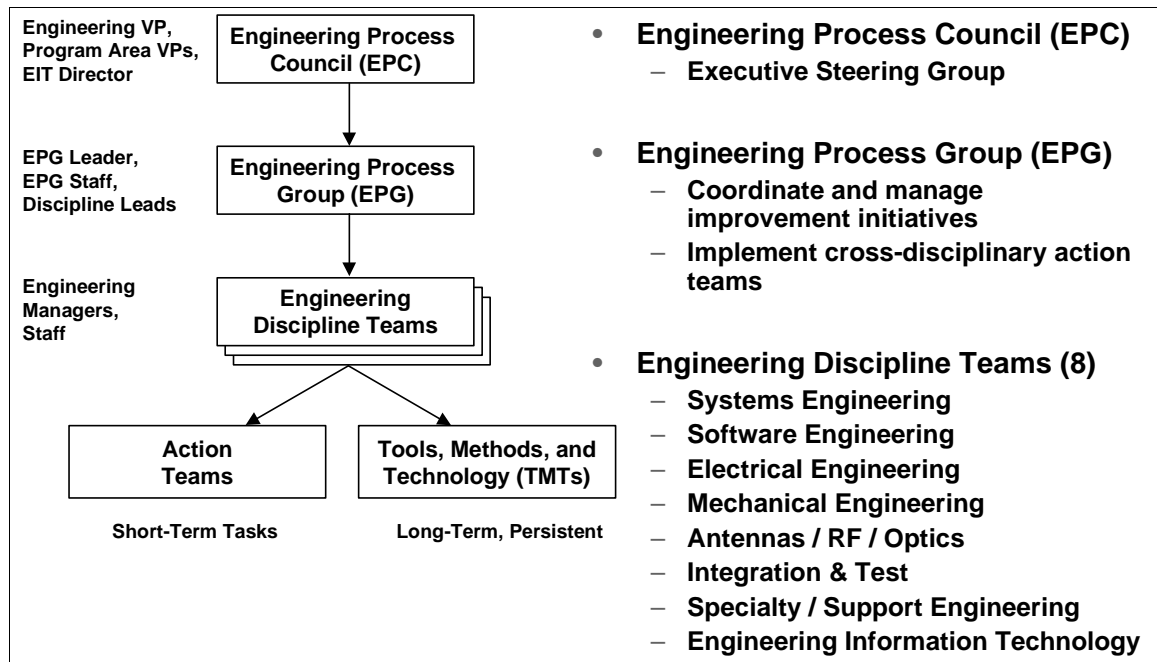 Engineering VP,
Program Area VPs,
EIT Director
Engineering Process
Council (EPC)
EPG Leader,
EPG Staff,
Discipline Leads
Engineering Process
Group (EPG)
Engineering
Managers,
Staff
Engineering
Discipline Teams
Action
Teams
Tools, Methods, and
Technology (TMTs)
Short-Term Tasks
Long-Term, Persistent
• Engineering Process Council (EPC)
– Executive Steering Group
• Engineering Process Group (EPG)
– Coordinate and manage
improvement initiatives
– Implement cross-disciplinary action
teams
• Engineering Discipline Teams (8)
– Systems Engineering
– Software Engineering
– Electrical Engineering
– Mechanical Engineering
– Antennas / RF / Optics
– Integration & Test
– Specialty / Support Engineering
– Engineering Information Technology